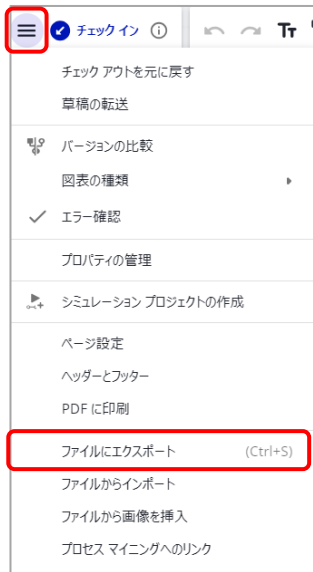 チェック イン
Tт
チェック アウトを元に戻す
草稿の転送
バージョンの比較
図表の種類
エラー確認
プロパティの管理
シミュレーション プロジェクトの作成
ページ設定
ヘッダーとフッター
PDF に印刷
ファイルにエクスポート (Ctrl+S)
ファイルからインポート
ファイルから画像を挿入
プロセス マイニングへのリンク